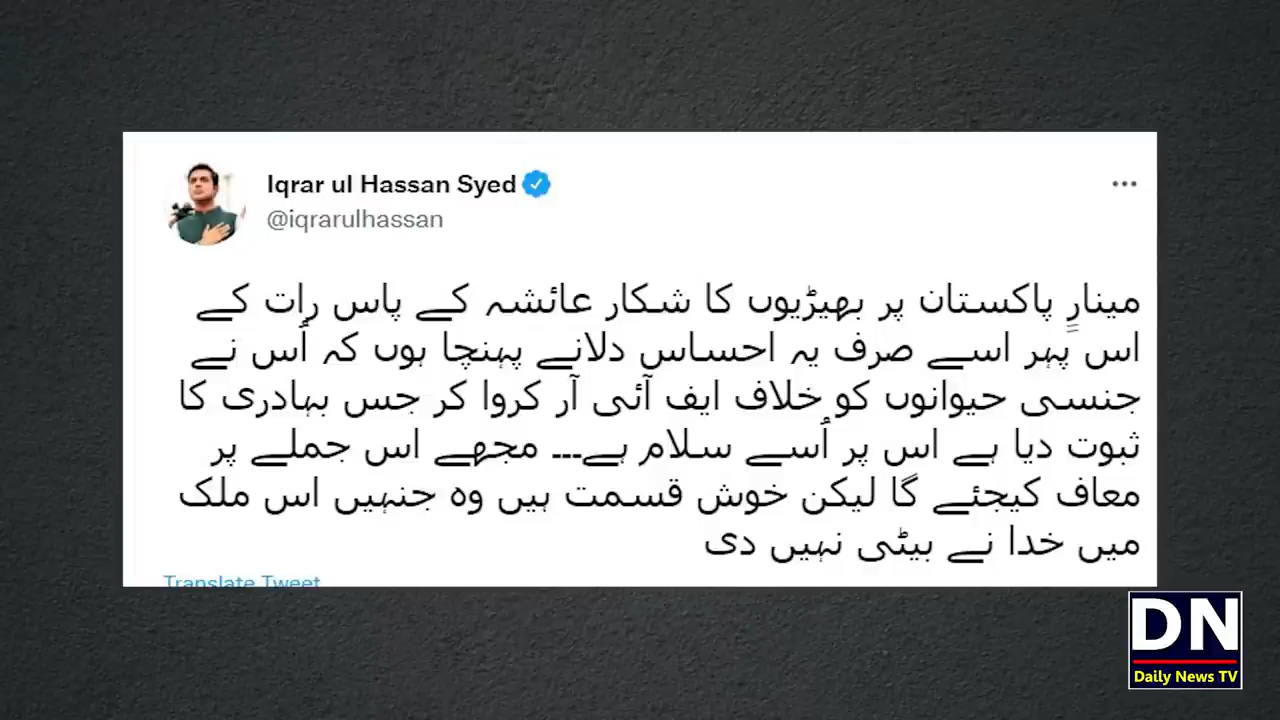 Iqrar ul Hassan Syed
@iqrarulhassan
مینارِ پاکستان پر بھیڑیوں کا شکار عائشہ کے پاس رات کے
اس پہر اسے صرف یہ احساس دلانے پہنچا ہوں کہ اُس نے
جنسی حیوانوں کو خلاف ایف آئی آر کروا کر جس بہادری کا
ثبوت دیا ہے اس پر اُسے سلام ہے۔۔۔ مجھے اس جملے پر
معاف کیجئے گا لیکن خوش قسمت ہیں وہ جنہیں اس ملک
میں خدا نے بیٹی نہیں دی
Translate Tweet
DN
Daily News TV